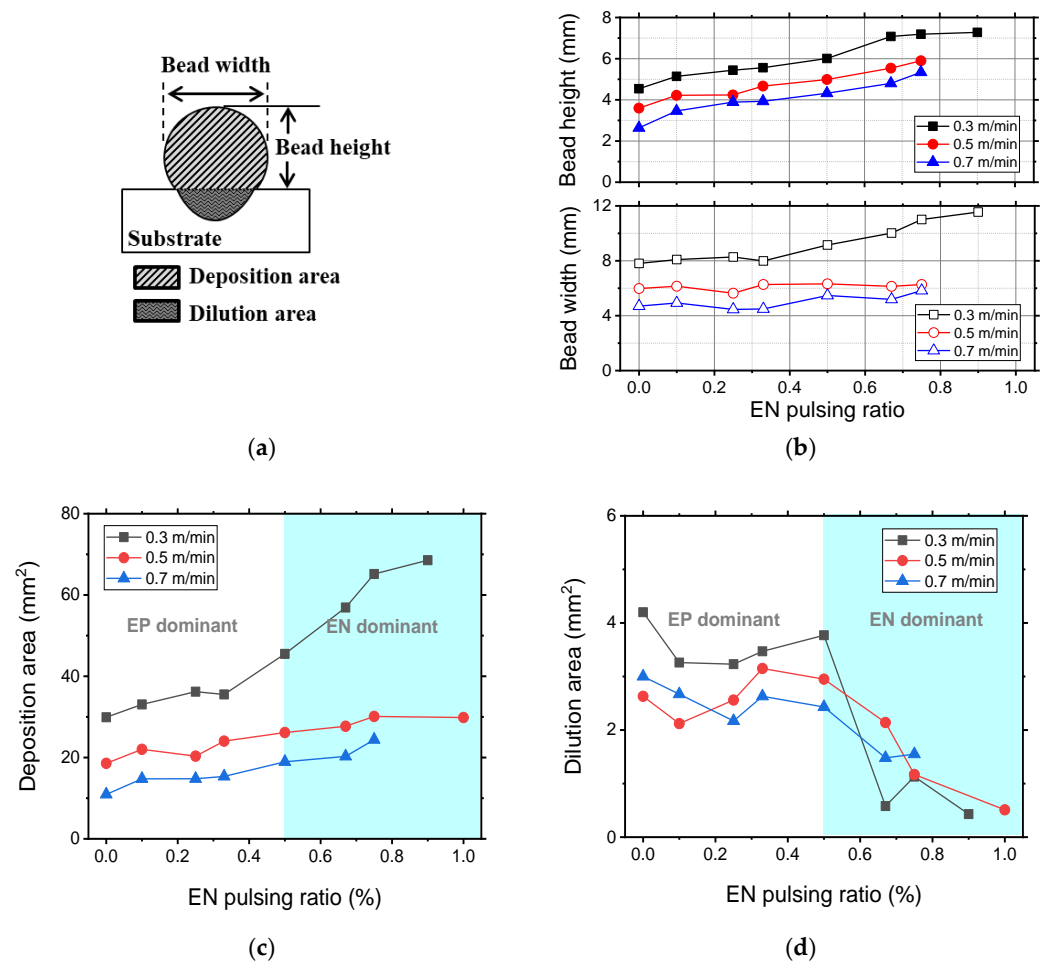 Bead width
Bead height
Substrate
Deposition area
Dilution area
(a)
Bead height (mm)
8
6
4
2
0
0.3 m/min
0.5 m/min
0.7 m/min
Bead width (mm)
12
8
4
0
0.3 m/min
0.5 m/min
0.7 m/min
0.0 0.2 0.4 0.6 0.8 1.0
EN pulsing ratio
(b)
Deposition area (mm²)
80
60
40
20
0
0.3 m/min
0.5 m/min
0.7 m/min
EP dominant EN dominant
0.0 0.2 0.4 0.6 0.8 1.0
EN pulsing ratio (%)
(c)
Dilution area (mm²)
6
4
2
0
0.3 m/min
0.5 m/min
0.7 m/min
EP dominant EN dominant
0.0 0.2 0.4 0.6 0.8 1.0
EN pulsing ratio (%)
(d)